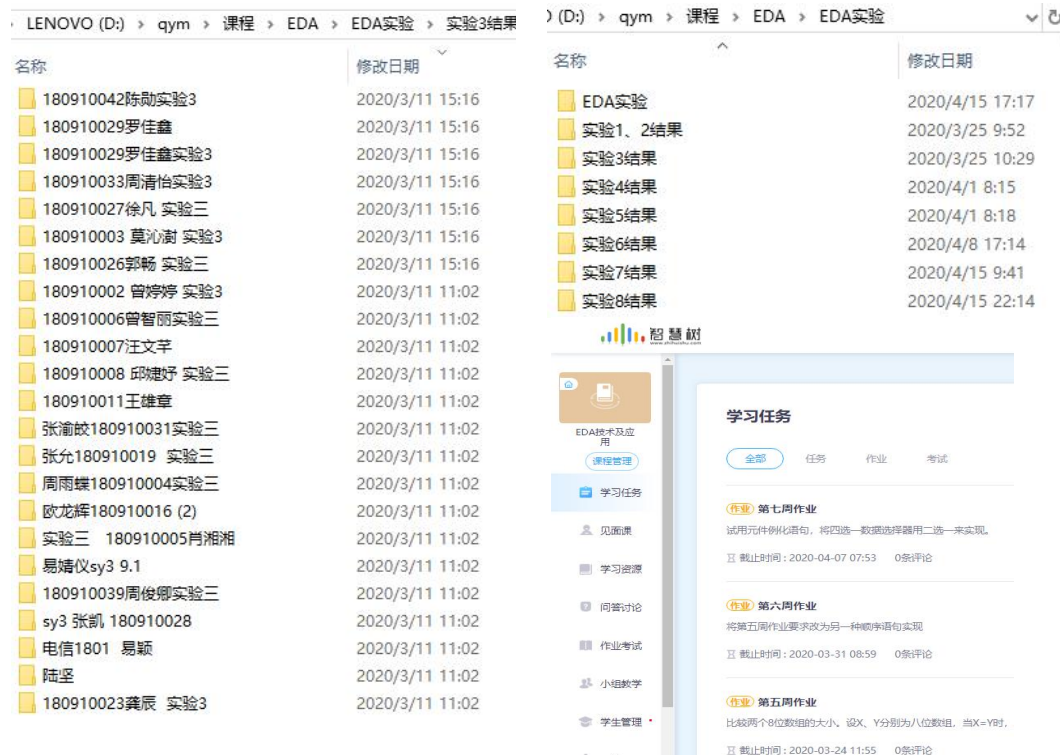 LENOVO (D:) › qym › 课程 › EDA › EDA实验 › 实验3结果
名称 修改日期
180910042陈勋实验3 2020/3/11 15:16
180910029罗佳鑫 2020/3/11 15:16
180910029罗佳鑫实验3 2020/3/11 15:16
180910033周清怡实验3 2020/3/11 15:16
180910027徐凡 实验三 2020/3/11 15:16
180910003 莫沁澍 实验3 2020/3/11 15:16
180910026郭畅 实验三 2020/3/11 15:16
180910002 曾婷婷 实验3 2020/3/11 11:02
180910006曾智丽实验三 2020/3/11 11:02
180910007汪文芊 2020/3/11 11:02
180910008 邱婕妤 实验三 2020/3/11 11:02
180910011王雄章 2020/3/11 11:02
张渝皎180910031实验三 2020/3/11 11:02
张允180910019 实验三 2020/3/11 11:02
周雨蝶180910004实验三 2020/3/11 11:02
欧龙辉180910016 (2) 2020/3/11 11:02
实验三 180910005肖湘湘 2020/3/11 11:02
易婧仪sy3 9.1 2020/3/11 11:02
180910039周俊卿实验三 2020/3/11 11:02
sy3 张凯 180910028 2020/3/11 11:02
电信1801 易颖 2020/3/11 11:02
陆坚 2020/3/11 11:02
180910023龚辰 实验3 2020/3/11 11:02
(D:) › qym › 课程 › EDA › EDA实验
名称 修改日期
EDA实验 2020/4/15 17:17
实验1、2结果 2020/3/25 9:52
实验3结果 2020/3/25 10:29
实验4结果 2020/4/1 8:15
实验5结果 2020/4/1 8:18
实验6结果 2020/4/8 17:14
实验7结果 2020/4/15 9:41
实验8结果 2020/4/15 22:14
智慧树
www.zhihuishu.com
EDA技术及应
用
课程管理
学习任务
见面课
学习资源
问答讨论
作业考试
小组教学
学生管理
学习任务
全部 任务 作业 考试
作业 第七周作业
试用元件例化语句，将四选一数据选择器用二选一来实现。
截止时间：2020-04-07 07:53 0条评论
作业 第六周作业
将第五周作业要求改为另一种顺序语句实现
截止时间：2020-03-31 08:59 0条评论
作业 第五周作业
比较两个8位数组的大小。设X、Y分别为八位数组，当X=Y时，
截止时间：2020-03-24 11:55 0条评论